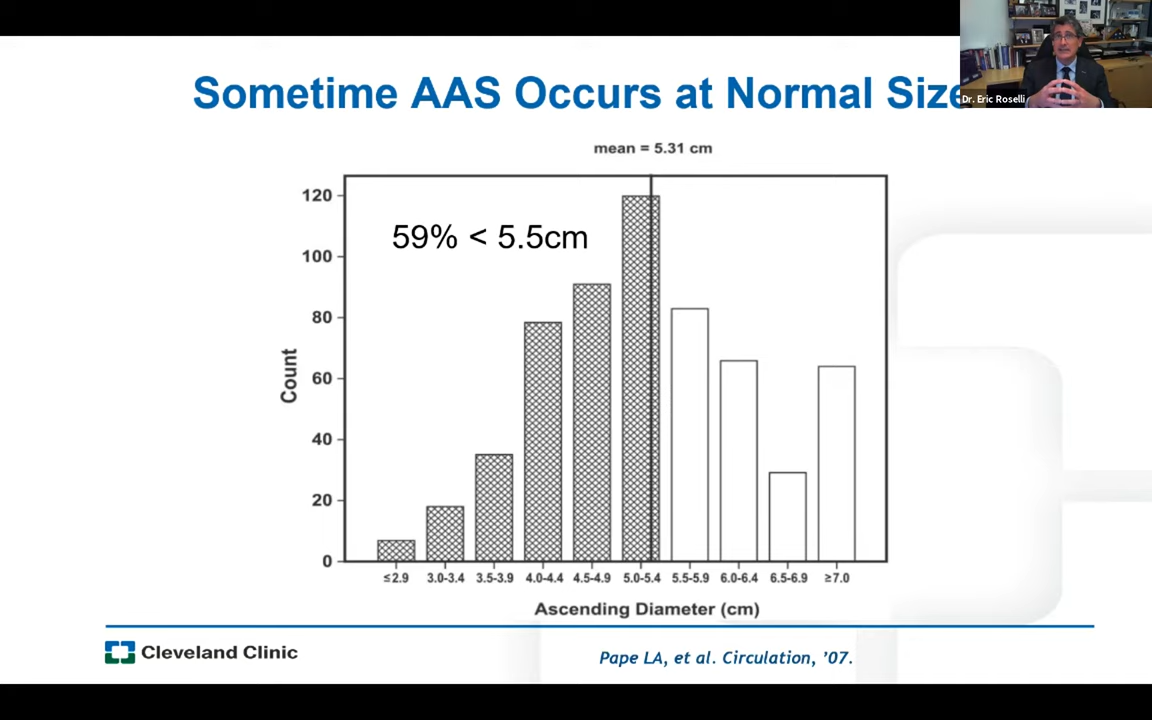 Sometime AAS Occurs at Normal Size
Dr. Eric Roselli
mean = 5.31 cm
59% < 5.5cm
120
100
80
60
40
20
0
Count
≤2.9 3.0-3.4 3.5-3.9 4.0-4.4 4.5-4.9 5.0-5.4 5.5-5.9 6.0-6.4 6.5-6.9 ≥7.0
Ascending Diameter (cm)
Cleveland Clinic
Pape LA, et al. Circulation, ’07.